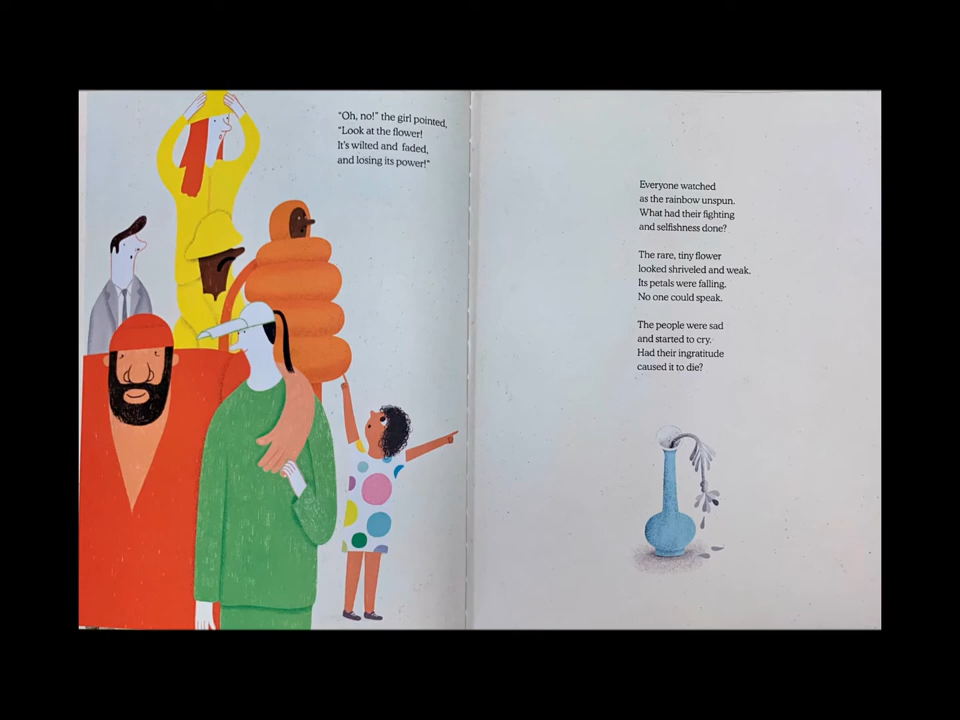 "Oh, no!" the girl pointed,
"Look at the flower!
It's wilted and faded,
and losing its power!"
Everyone watched
as the rainbow unspun.
What had their fighting
and selfishness done?
The rare, tiny flower
looked shriveled and weak.
Its petals were falling.
No one could speak.
The people were sad
and started to cry.
Had their ingratitude
caused it to die?